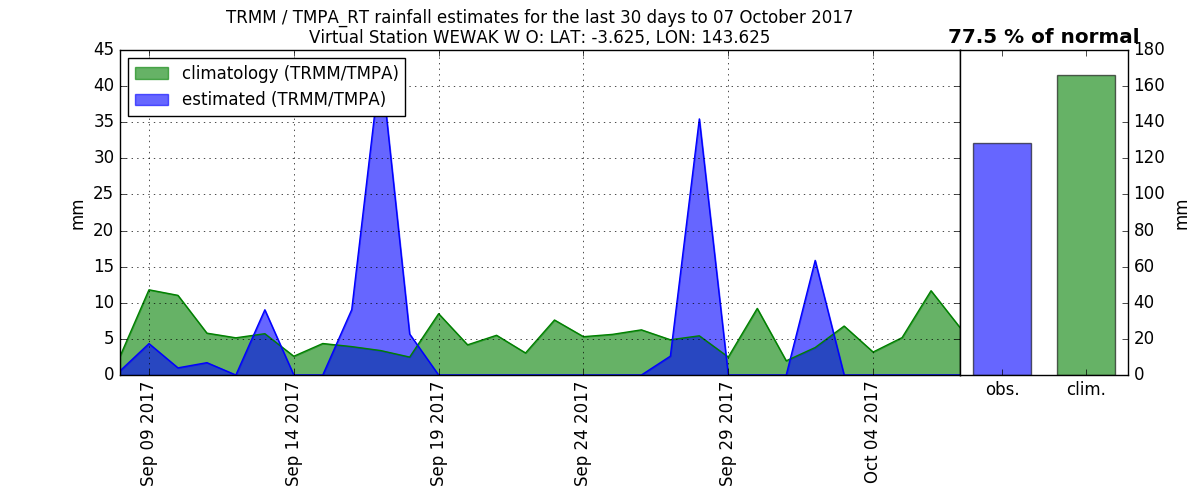 TRMM / TMPA_RT rainfall estimates for the last 30 days to 07 October 2017
Virtual Station WEWAK W O: LAT: -3.625, LON: 143.625
77.5 % of normal
climatology (TRMM/TMPA)
estimated (TRMM/TMPA)
mm
45
40
35
30
25
20
15
10
5
0
Sep 09 2017
Sep 14 2017
Sep 19 2017
Sep 24 2017
Sep 29 2017
Oct 04 2017
obs.
clim.
180
160
140
120
100
80
60
40
20
0
mm